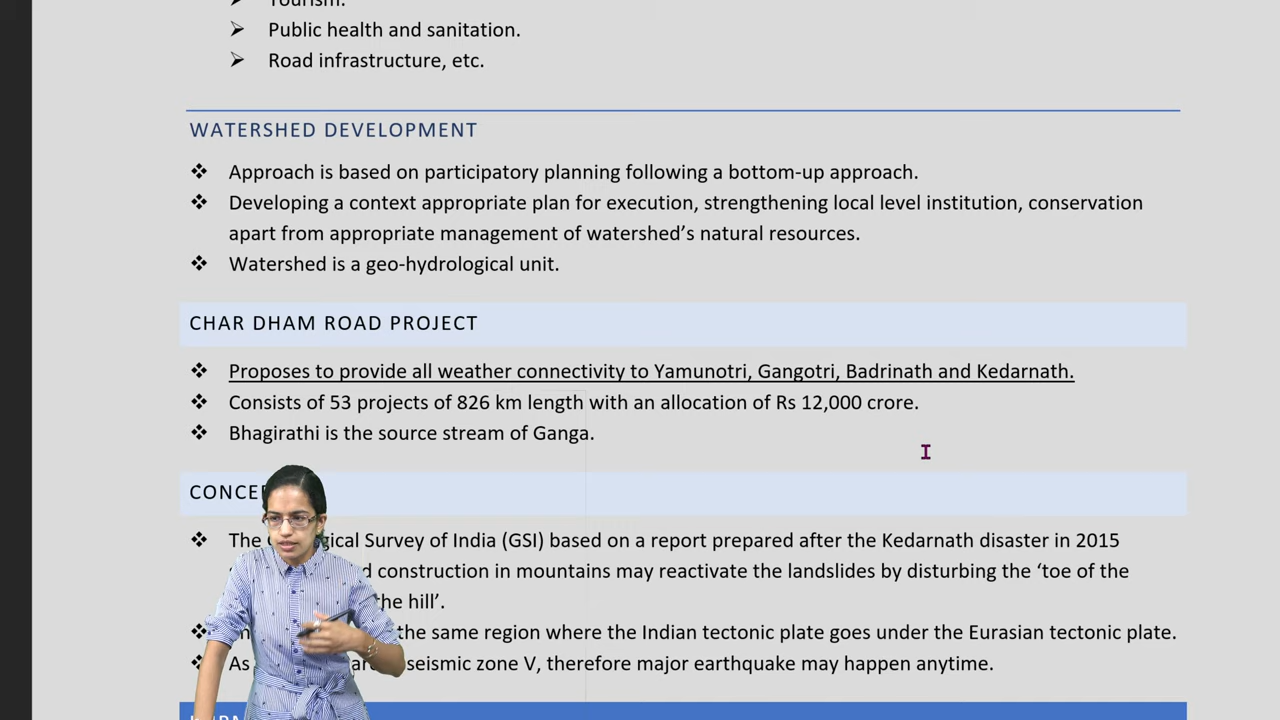 Tourism.
Public health and sanitation.
Road infrastructure, etc.
WATERSHED DEVELOPMENT
Approach is based on participatory planning following a bottom-up approach.
Developing a context appropriate plan for execution, strengthening local level institution, conservation
apart from appropriate management of watershed's natural resources.
Watershed is a geo-hydrological unit.
CHAR DHAM ROAD PROJECT
Proposes to provide all weather connectivity to Yamunotri, Gangotri, Badrinath and Kedarnath.
Consists of 53 projects of 826 km length with an allocation of Rs 12,000 crore.
Bhagirathi is the source stream of Ganga.
The Survey of India (GSI) based on a report prepared after the Kedarnath disaster in 2015
construction in mountains may reactivate the landslides by disturbing the 'toe of the
the hill'.
the same region where the Indian tectonic plate goes under the Eurasian tectonic plate.
As seismic zone V, therefore major earthquake may happen anytime.